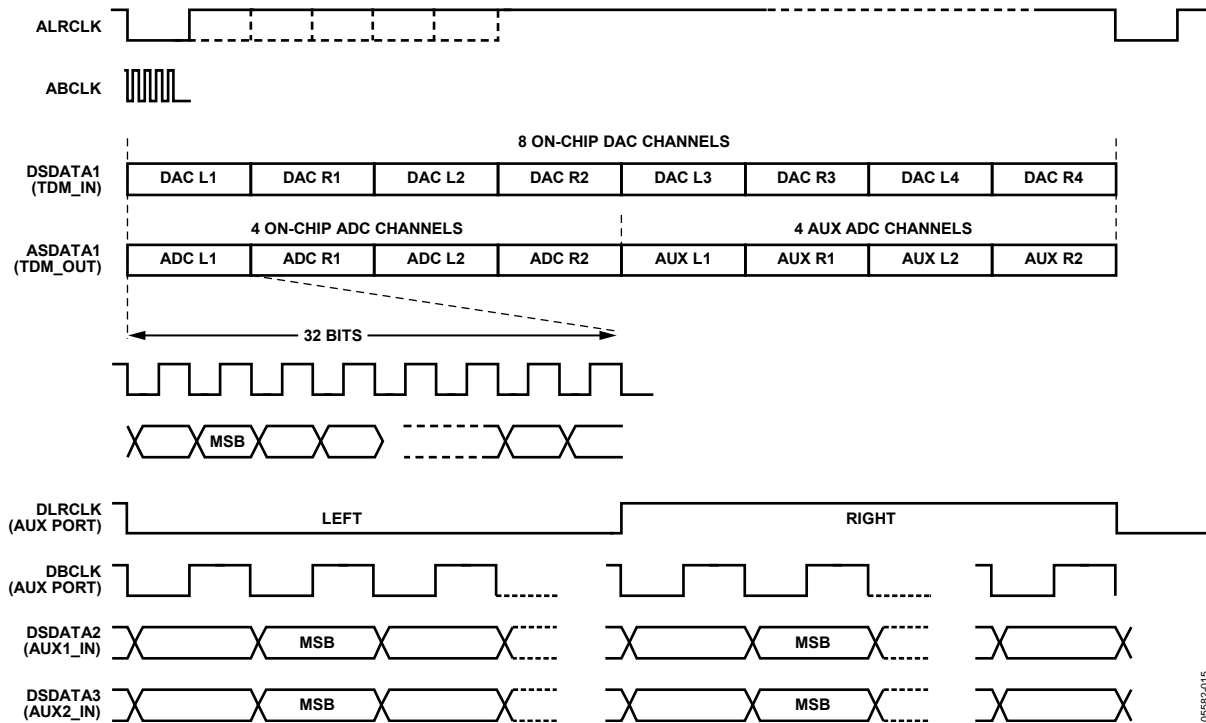 ALRCLK
ABCLK
8 ON-CHIP DAC CHANNELS
DSDATA1
(TDM_IN)
DAC L1 DAC R1 DAC L2 DAC R2 DAC L3 DAC R3 DAC L4 DAC R4
4 ON-CHIP ADC CHANNELS 4 AUX ADC CHANNELS
ASDATA1
(TDM_OUT)
ADC L1 ADC R1 ADC L2 ADC R2 AUX L1 AUX R1 AUX L2 AUX R2
32 BITS
MSB
DLRCLK
(AUX PORT)
LEFT RIGHT
DBCLK
(AUX PORT)
DSDATA2
(AUX1_IN)
MSB MSB
DSDATA3
(AUX2_IN)
MSB MSB
05582-015